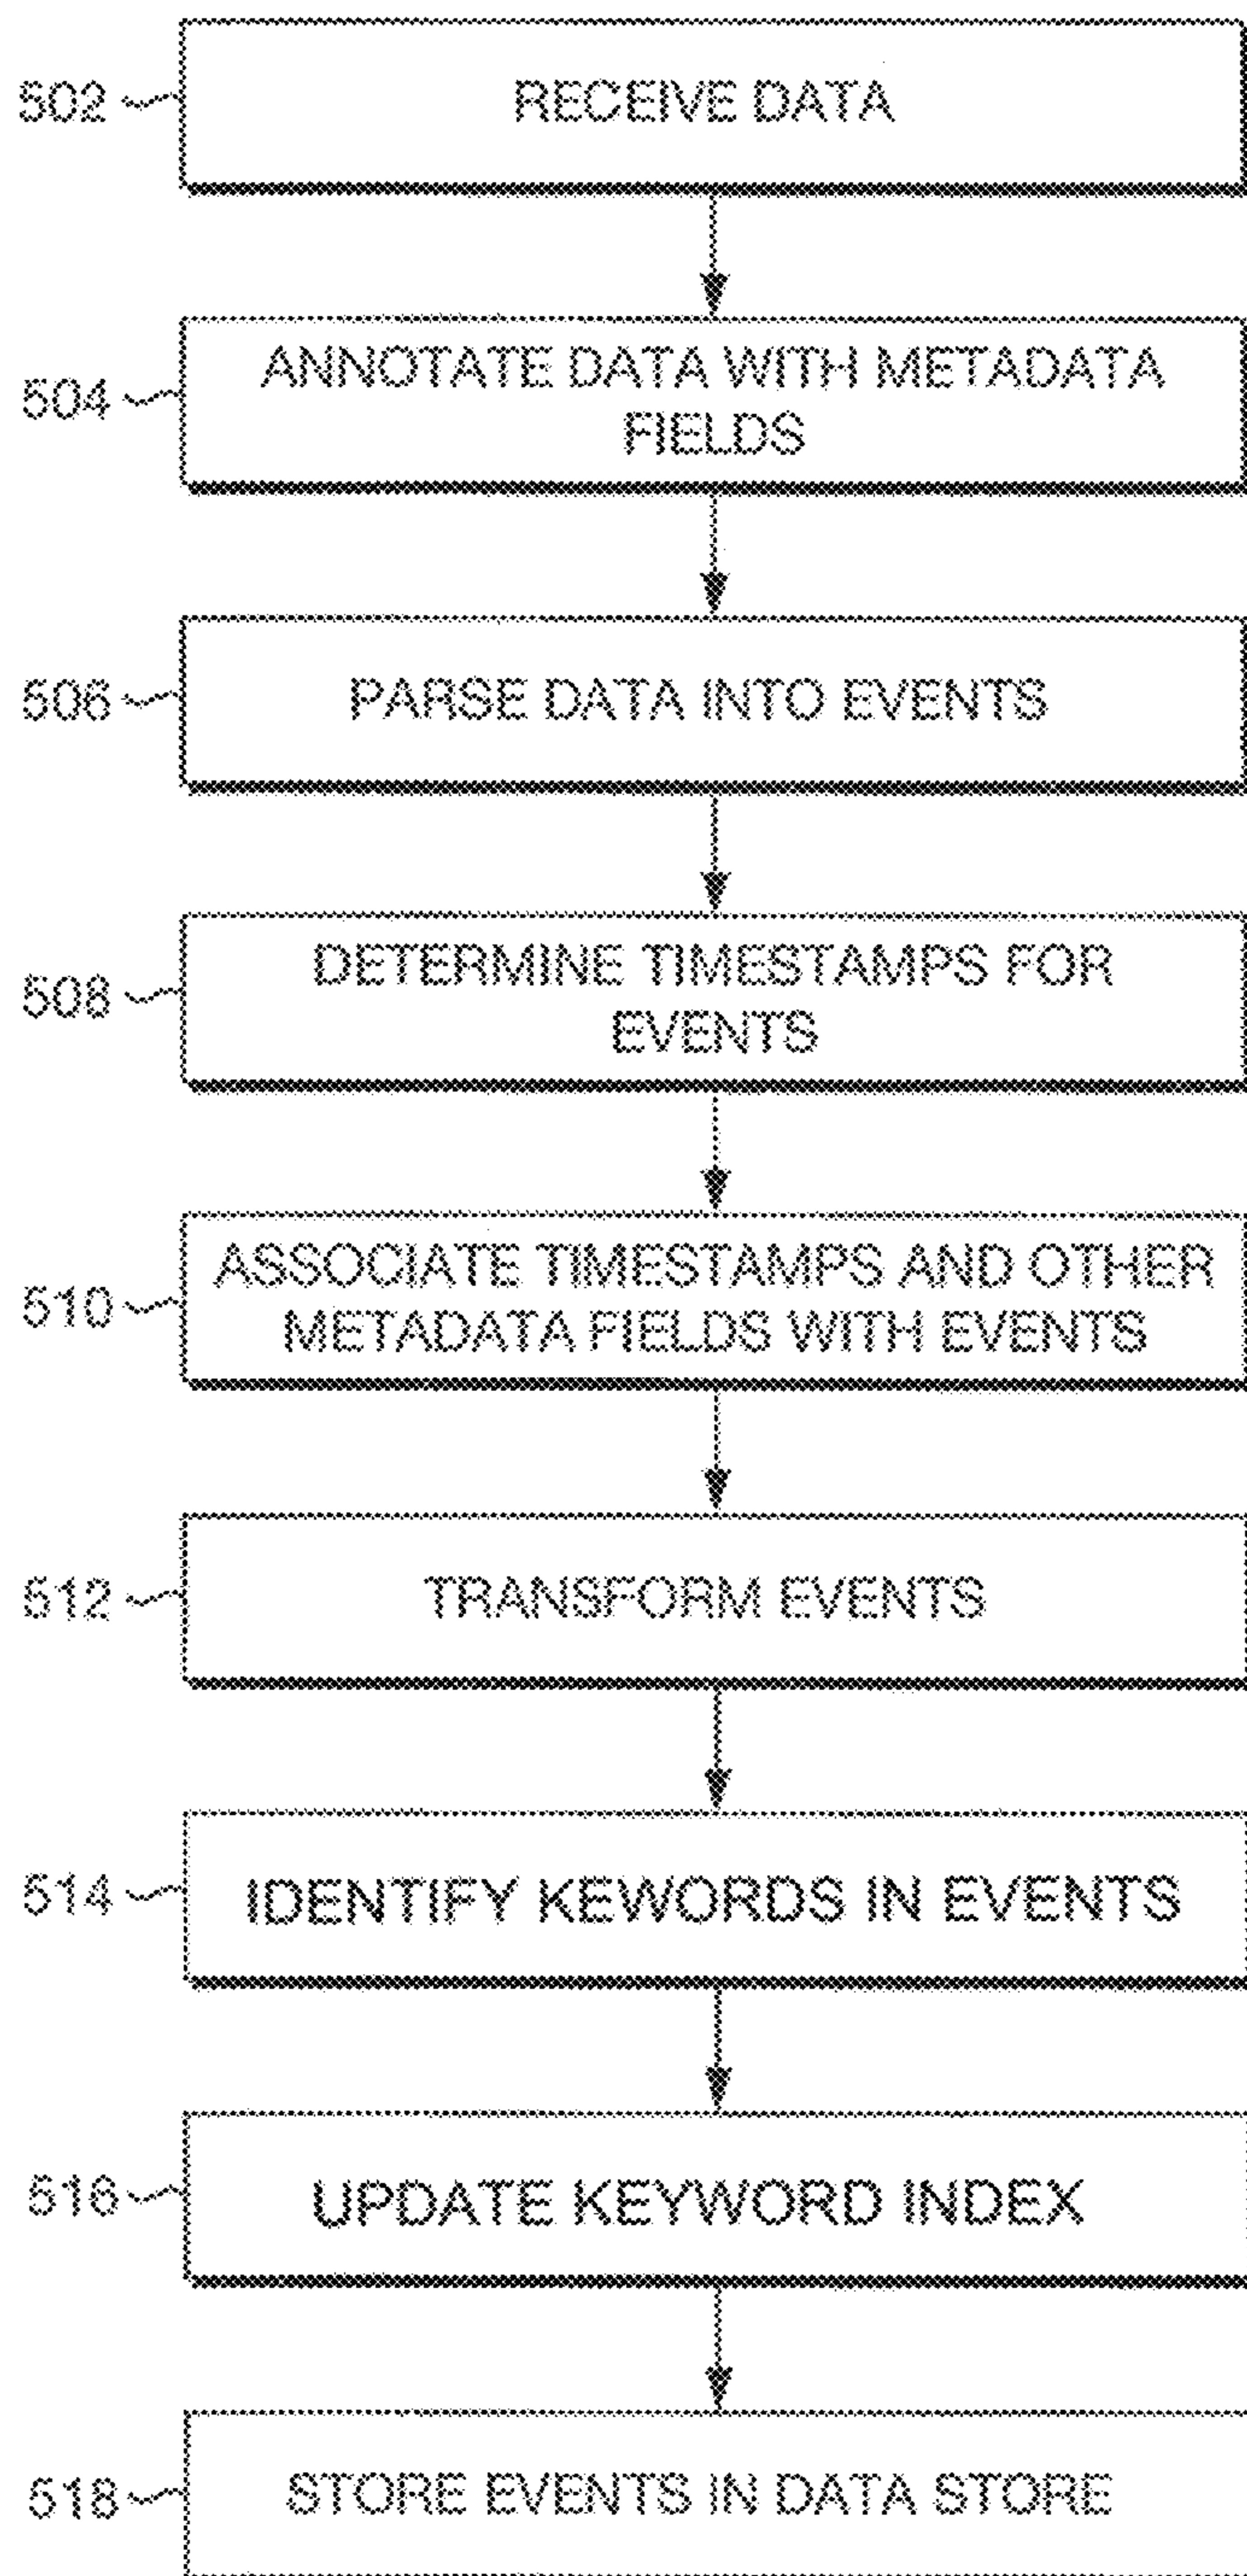 502
RECEIVE DATA
504
ANNOTATE DATA WITH METADATA
FIELDS
506
PARSE DATA INTO EVENTS
508
DETERMINE TIMESTAMPS FOR
EVENTS
510
ASSOCIATE TIMESTAMPS AND OTHER
METADATA FIELDS WITH EVENTS
512
TRANSFORM EVENTS
514
IDENTIFY KEWORDS IN EVENTS
516
UPDATE KEYWORD INDEX
518
STORE EVENTS IN DATA STORE